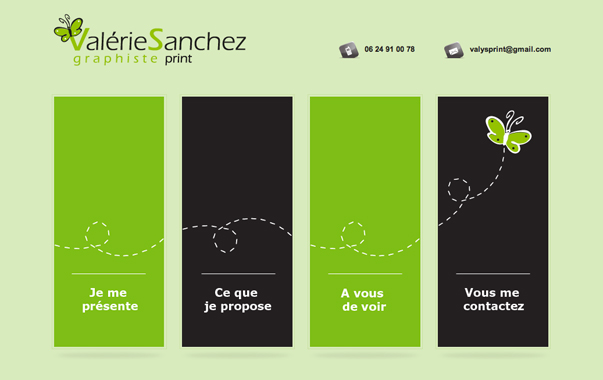 ValérieSanchez
graphiste print
06 24 91 00 78
valysprint@gmail.com
Je me
présente
Ce que
je propose
A vous
de voir
Vous me
contactez